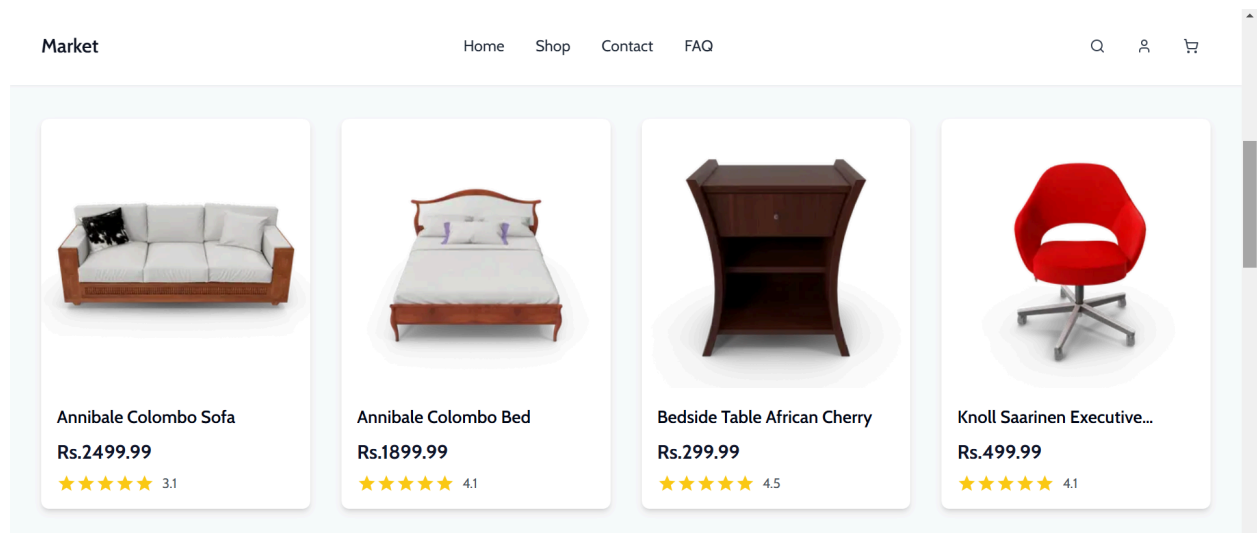 Market
Home Shop Contact FAQ
Annibale Colombo Sofa
Rs.2499.99
3.1
Annibale Colombo Bed
Rs.1899.99
4.1
Bedside Table African Cherry
Rs.299.99
4.5
Knoll Saarinen Executive...
Rs.499.99
4.1